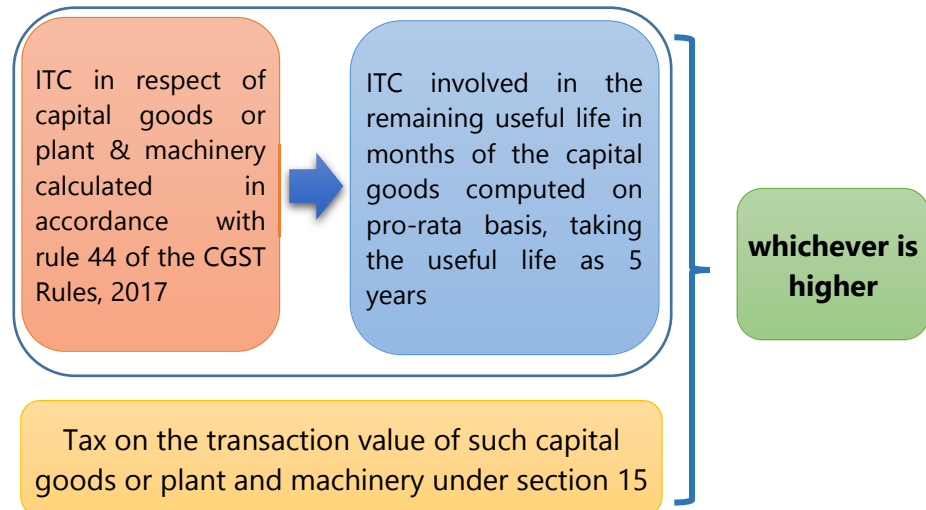 ITC in respect of
capital goods or
plant & machinery
calculated in
accordance with
rule 44 of the CGST
Rules, 2017
ITC involved in the
remaining useful life in
months of the capital
goods computed on
pro-rata basis, taking
the useful life as 5
years
whichever is
higher
Tax on the transaction value of such capital
goods or plant and machinery under section 15